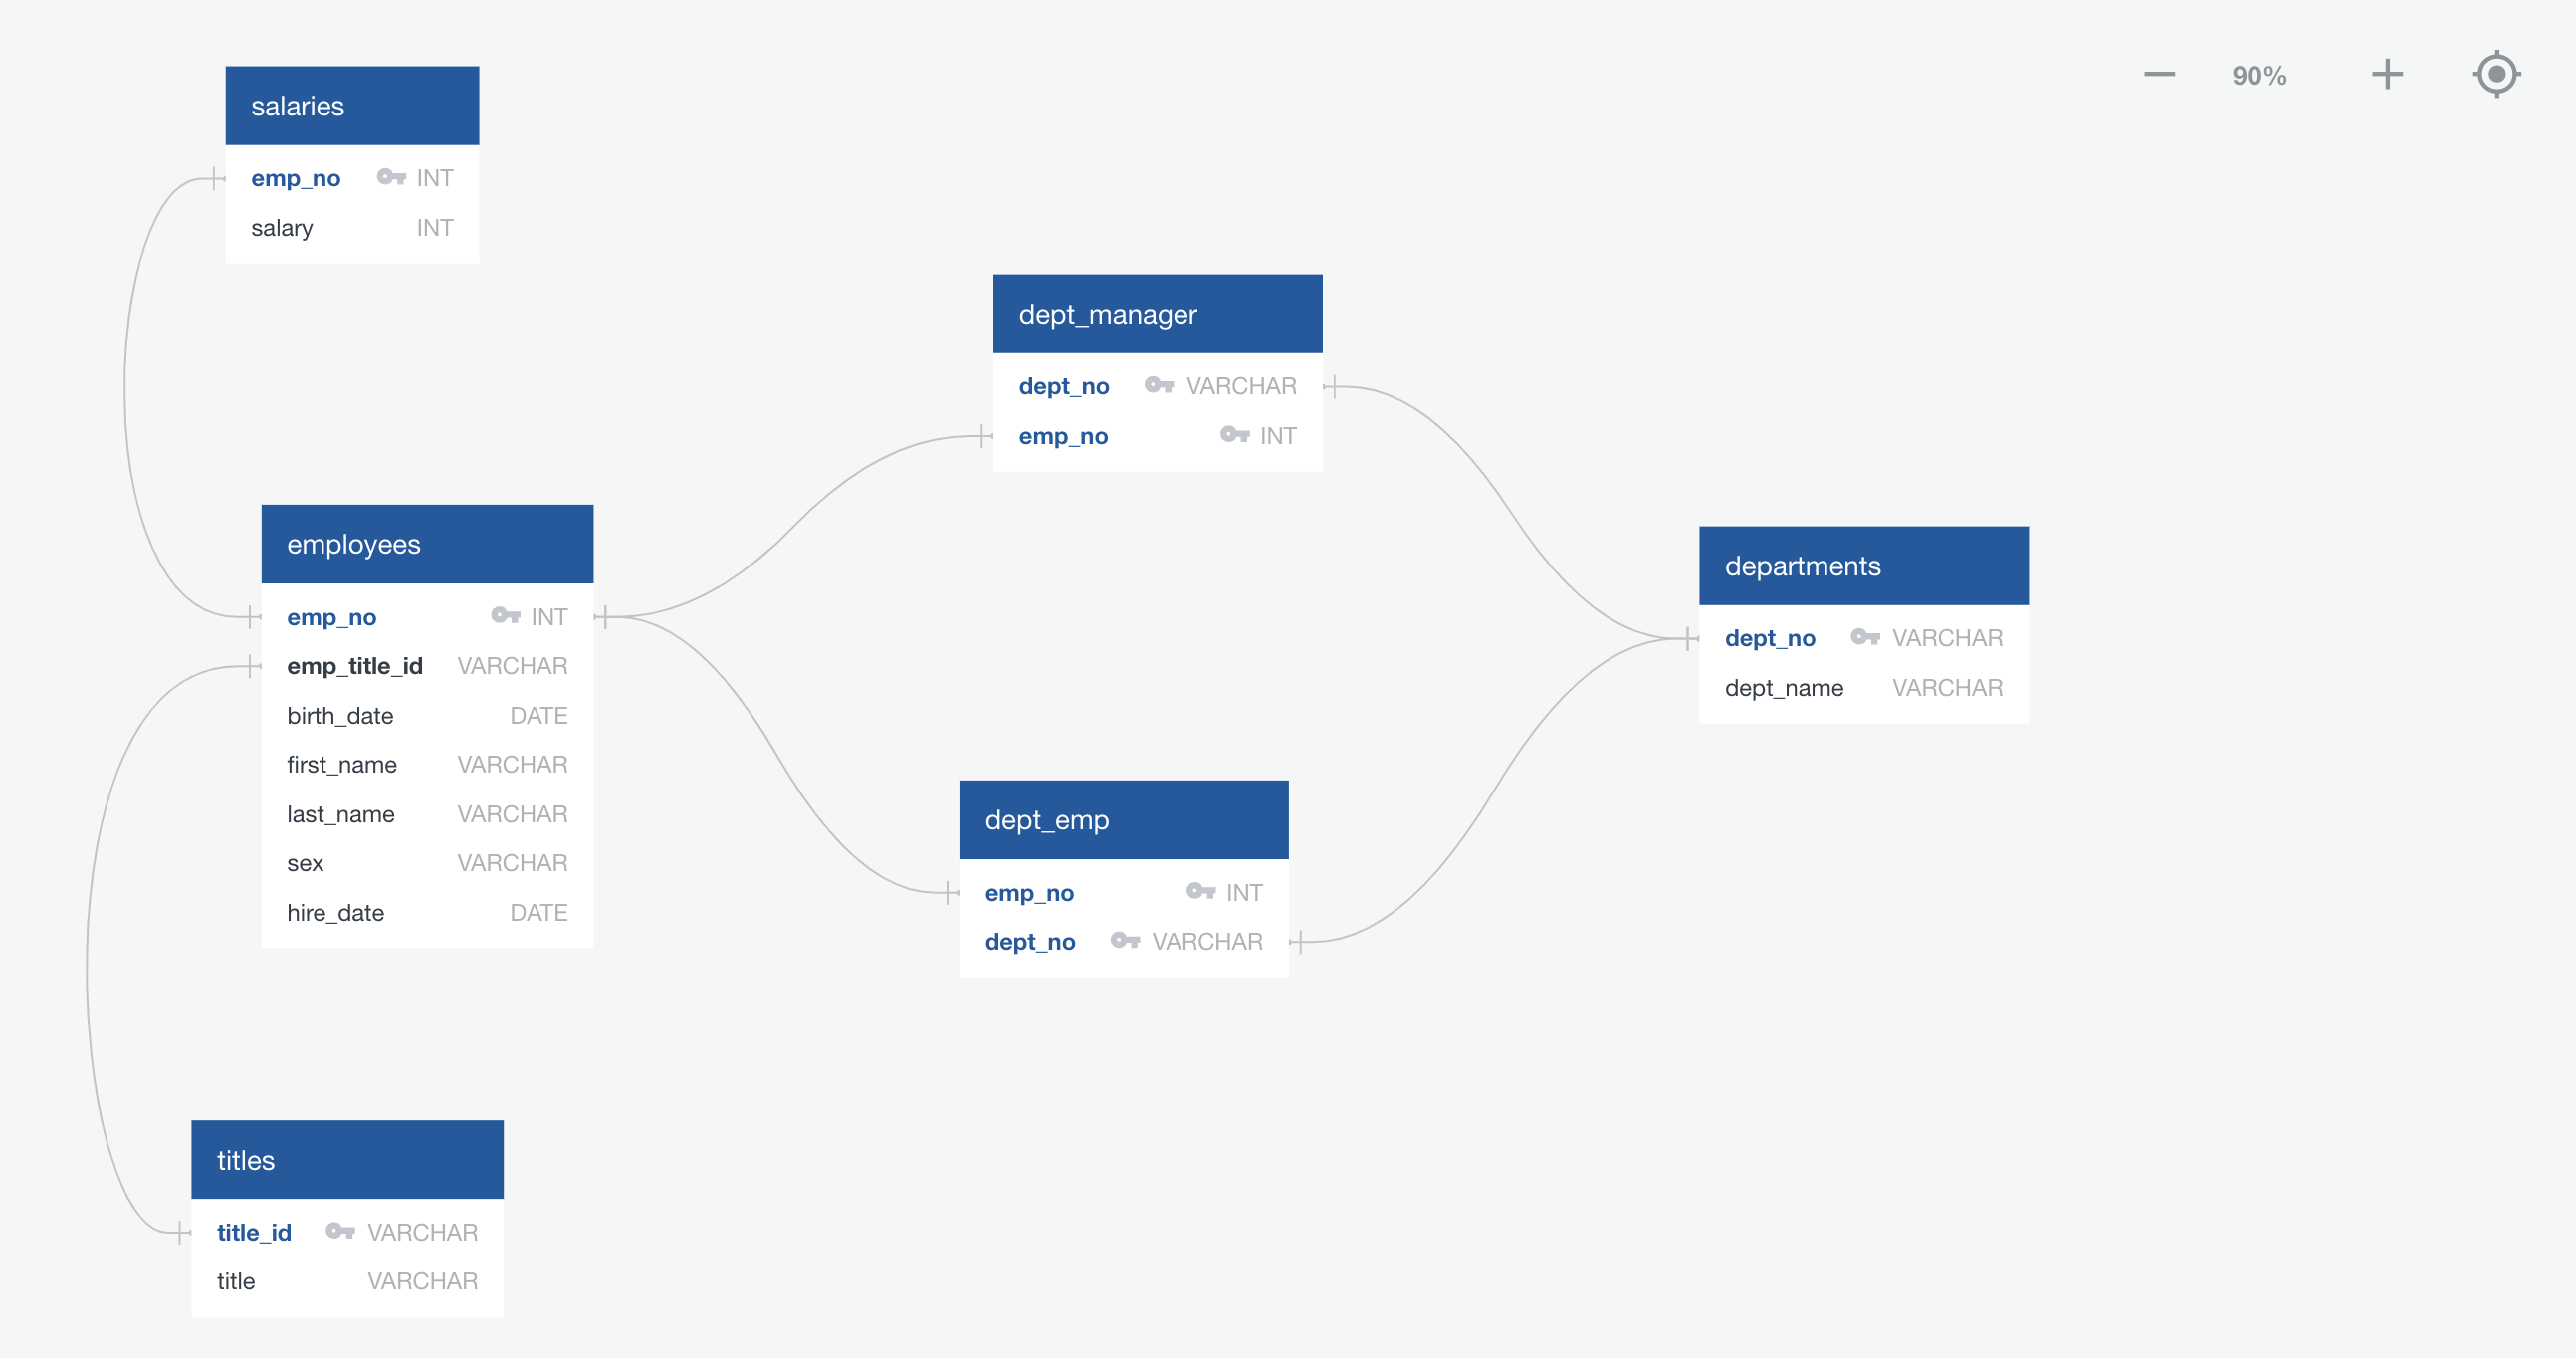 90%
salaries
emp_no INT
salary INT
dept_manager
dept_no VARCHAR
emp_no INT
employees
emp_no INT
emp_title_id VARCHAR
birth_date DATE
first_name VARCHAR
last_name VARCHAR
sex VARCHAR
hire_date DATE
departments
dept_no VARCHAR
dept_name VARCHAR
dept_emp
emp_no INT
dept_no VARCHAR
titles
title_id VARCHAR
title VARCHAR